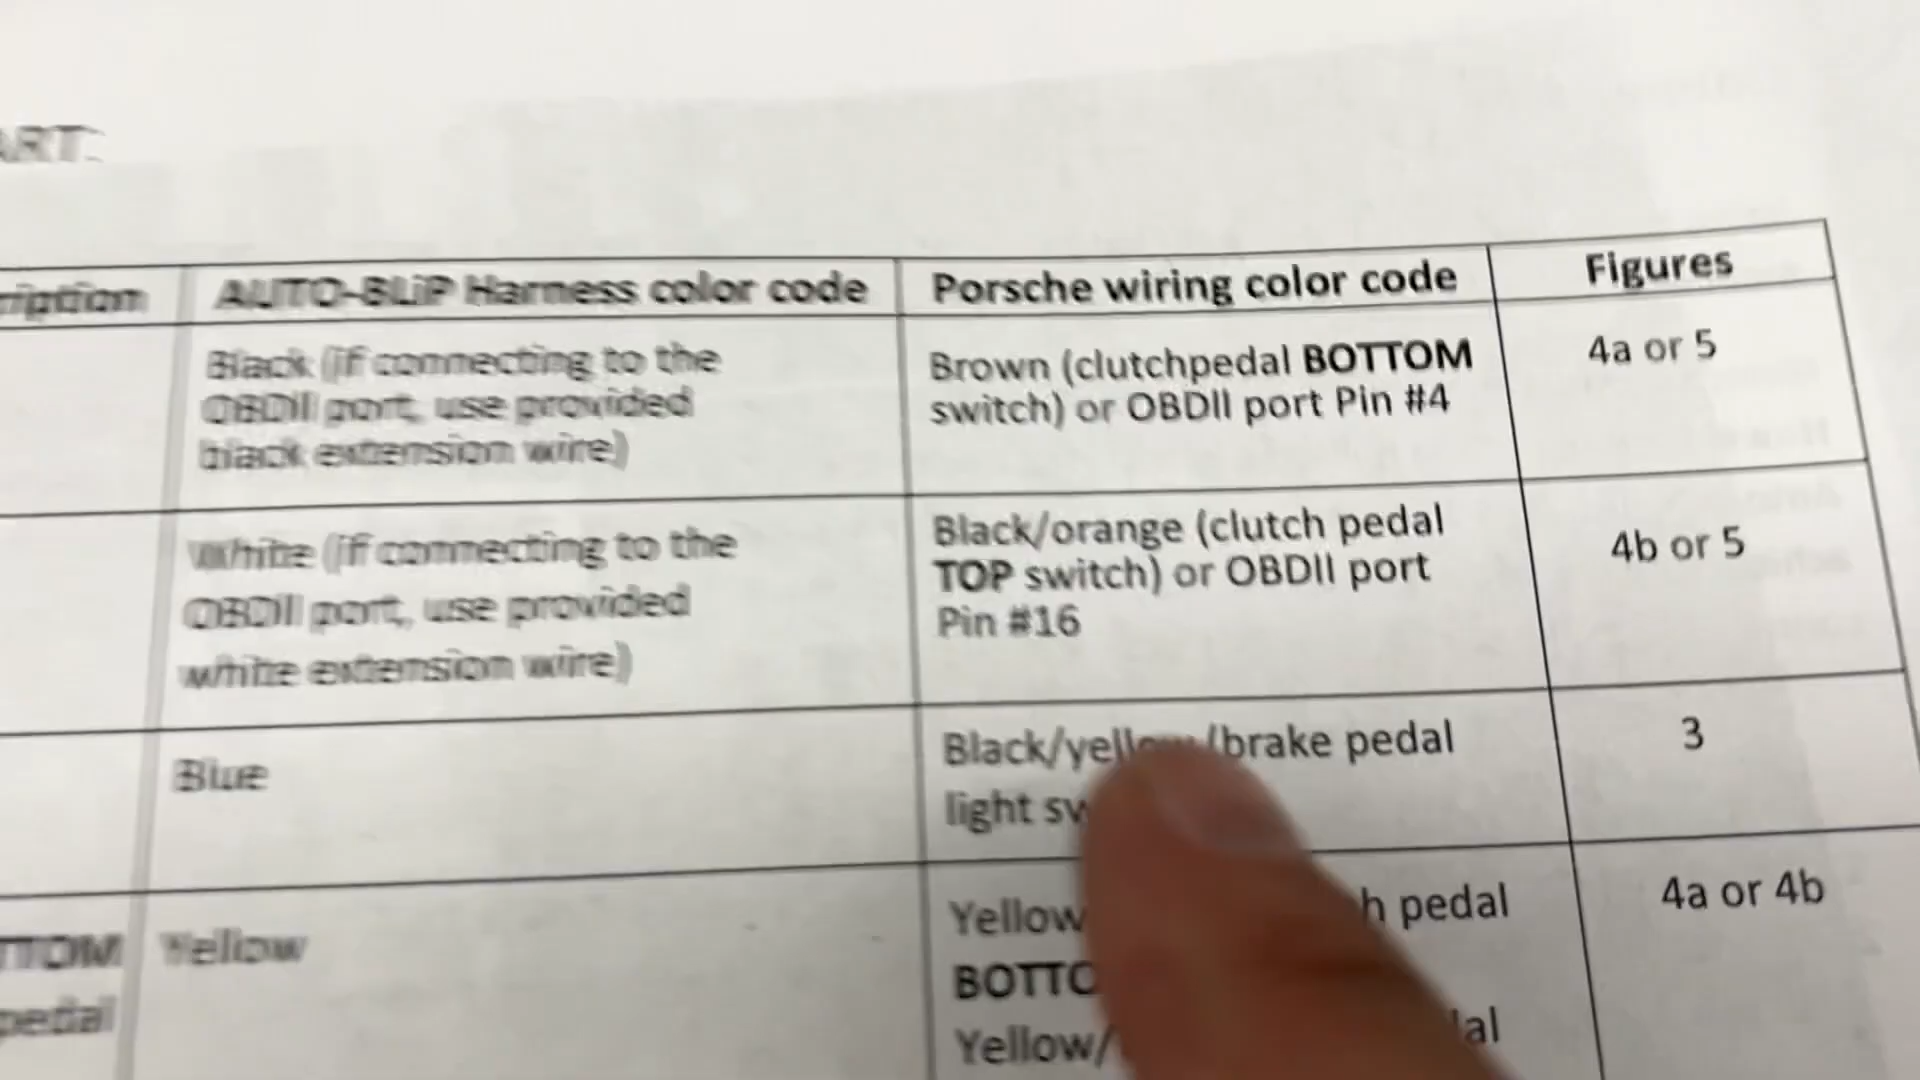 ART:
ription AUTO-BLiP Harness color code Porsche wiring color code Figures
Black (if connecting to the
OBDII port, use provided
black extension wire)
Brown (clutchpedal BOTTOM
switch) or OBDII port Pin #4
4a or 5
White (if connecting to the
OBDII port, use provided
white extension wire)
Black/orange (clutch pedal
TOP switch) or OBDII port
Pin #16
4b or 5
Blue
Black/yellow (brake pedal
light sw
3
TTOM
pedal
Yellow
Yellow h pedal
BOTTO
Yellow/ dal
4a or 4b